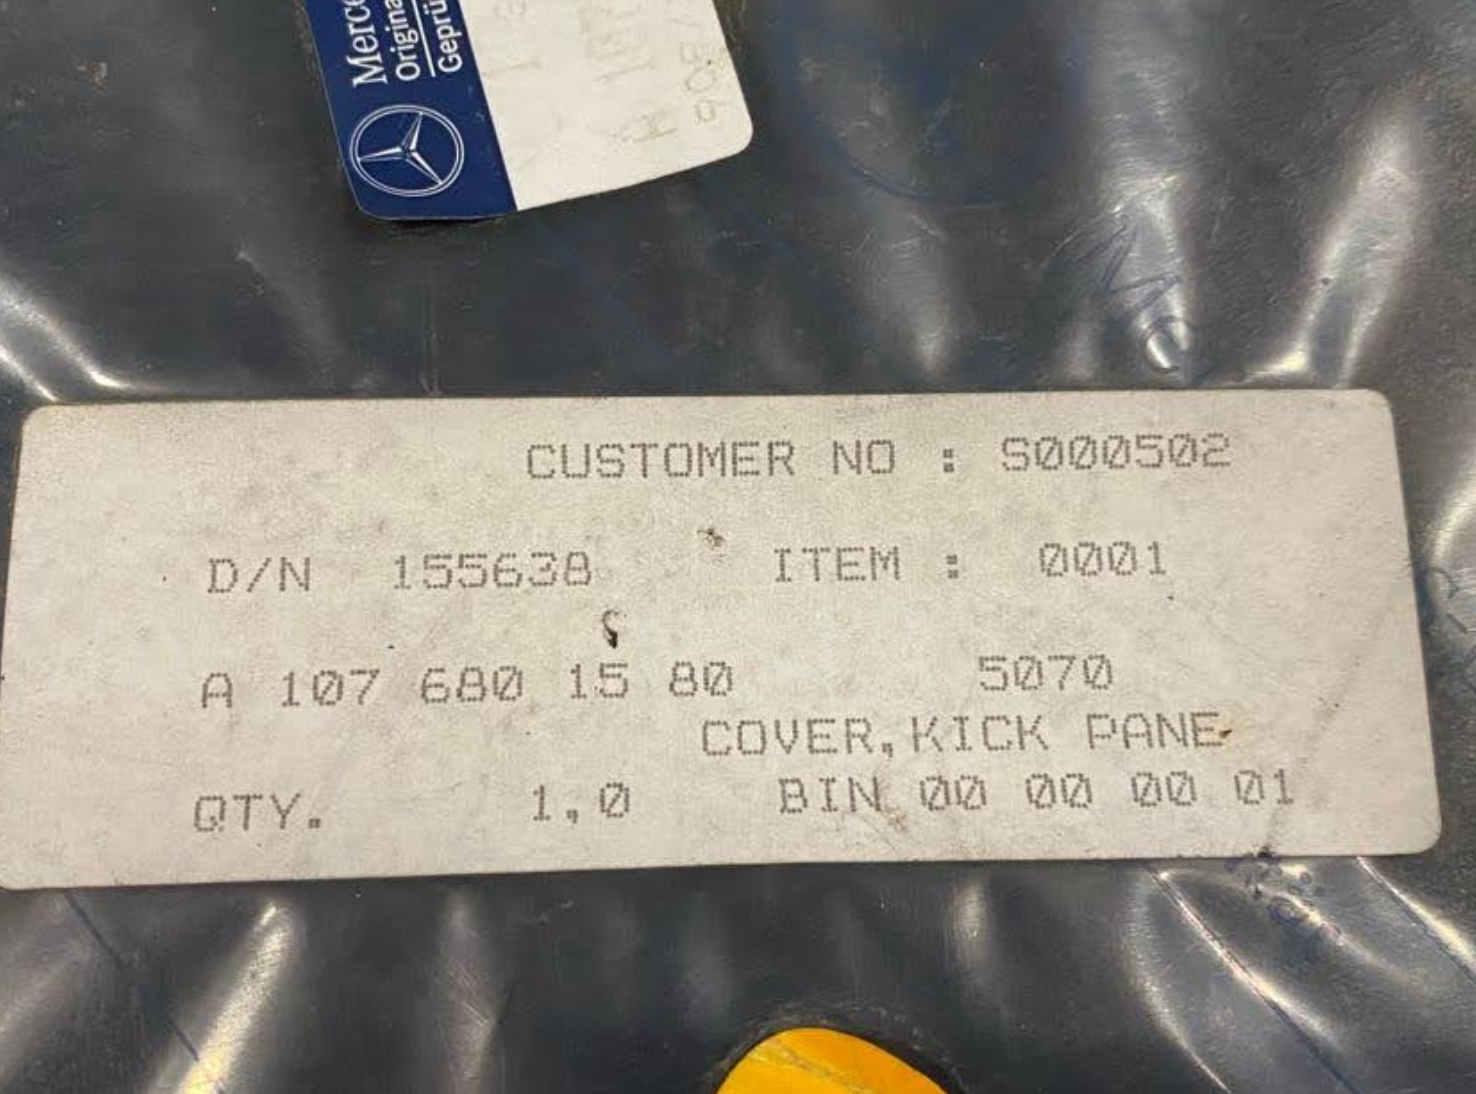 Merce
Origina
Geprü
CUSTOMER NO : S000502
D/N 155638 ITEM : 0001
A 107 680 15 80 5070
COVER,KICK PANE
QTY. 1,0 BIN 00 00 00 01
Me